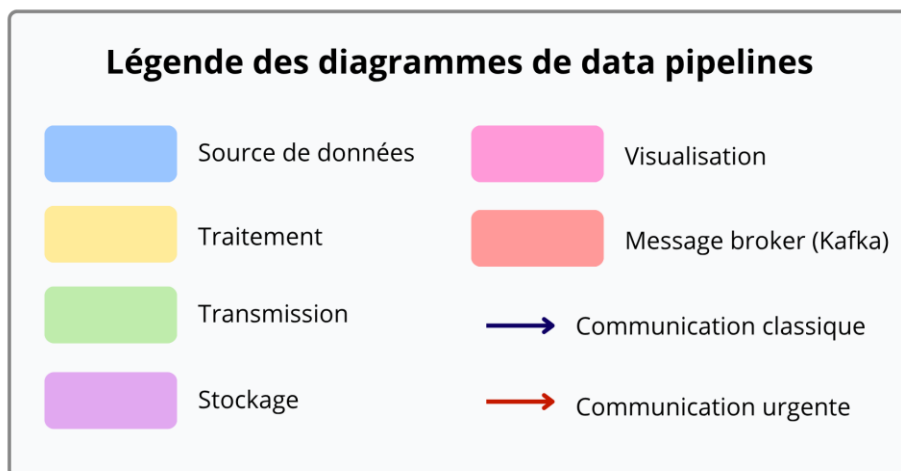 Légende des diagrammes de data pipelines
Source de données
Traitement
Transmission
Stockage
Visualisation
Message broker (Kafka)
Communication classique
Communication urgente